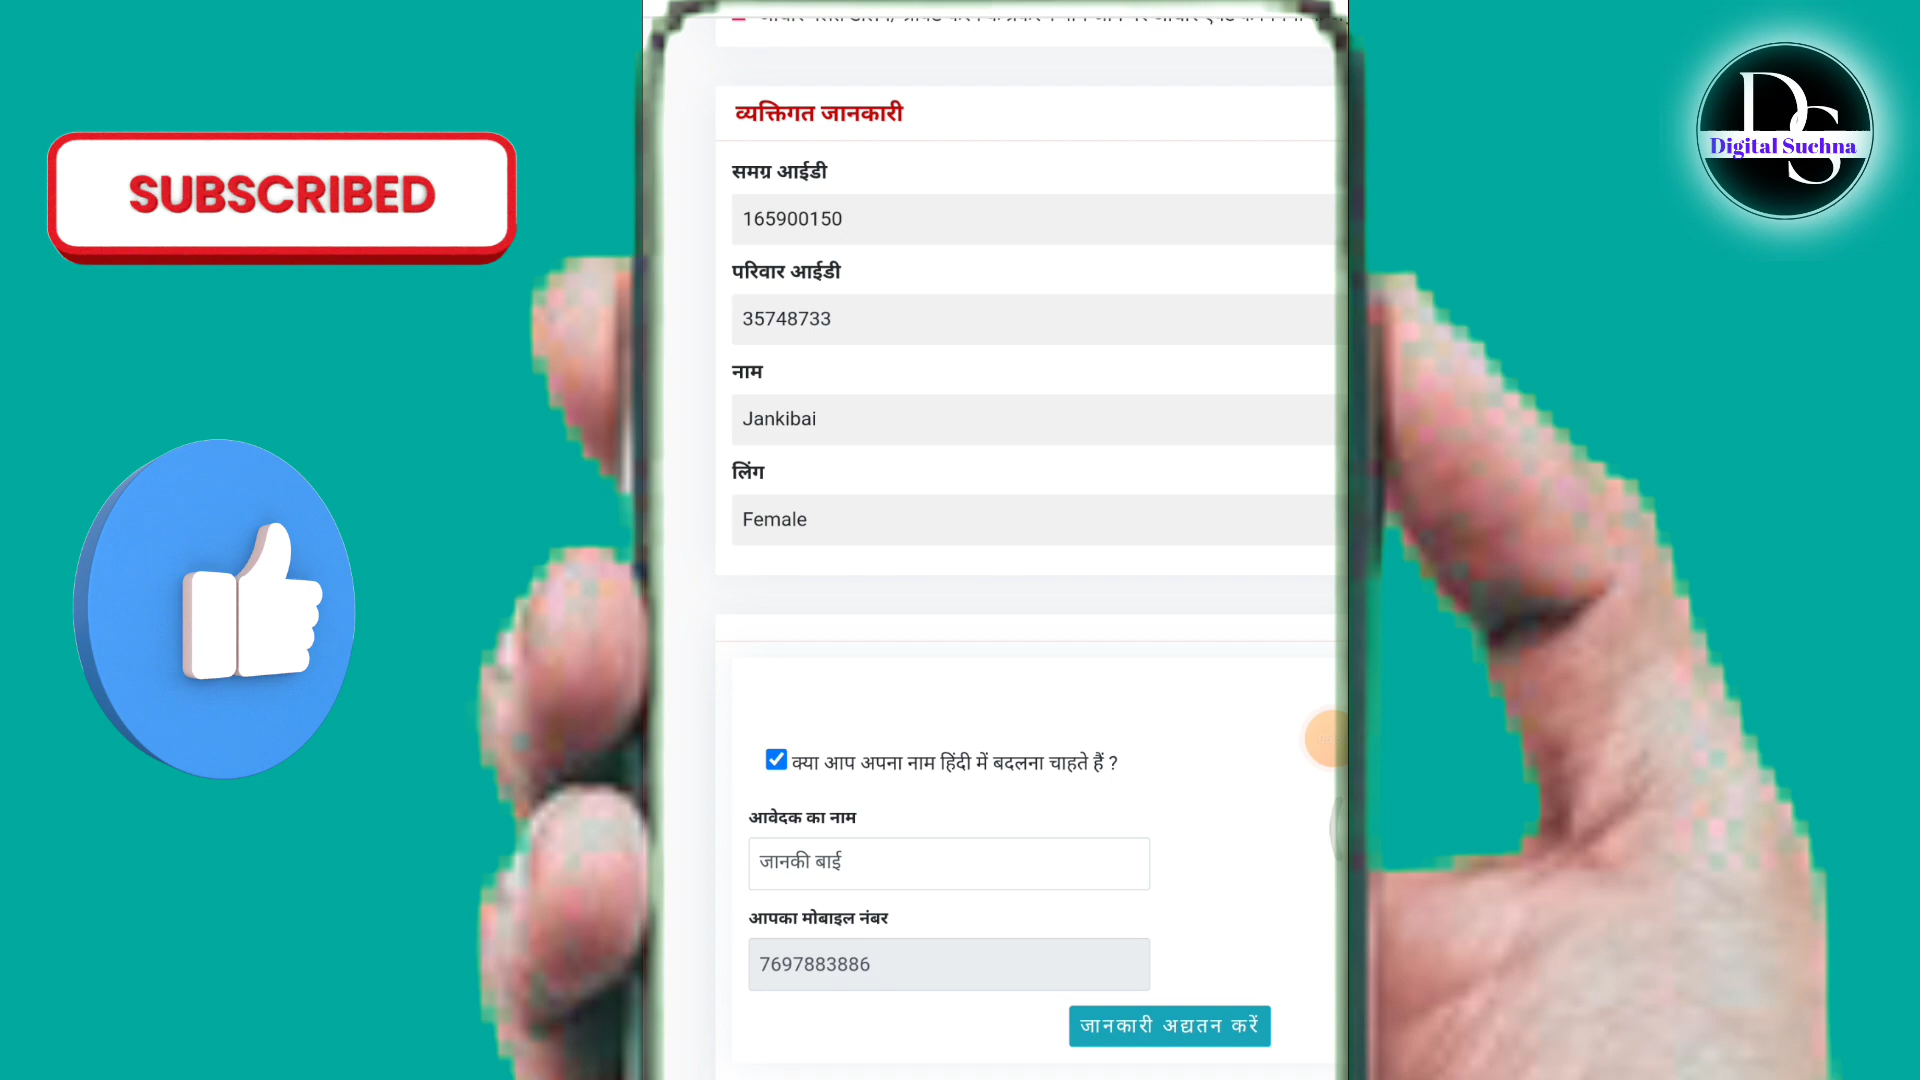 व्यक्तिगत जानकारी
समग्र आईडी
165900150
परिवार आईडी
35748733
नाम
Jankibai
लिंग
Female
क्या आप अपना नाम हिंदी में बदलना चाहते हैं ?
आवेदक का नाम
जानकी बाई
आपका मोबाइल नंबर
7697883886
जानकारी अद्यतन करें
SUBSCRIBED
DS
Digital Suchna